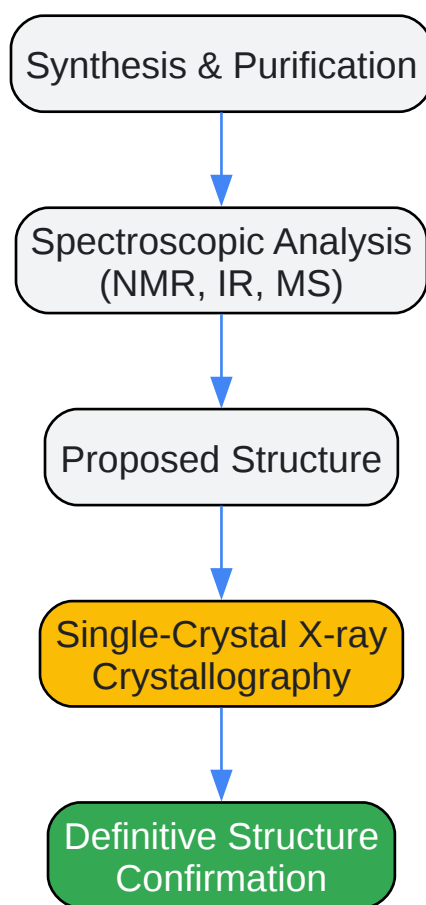 Synthesis & Purification
Spectroscopic Analysis
(NMR, IR, MS)
Proposed Structure
Single-Crystal X-ray
Crystallography
Definitive Structure
Confirmation